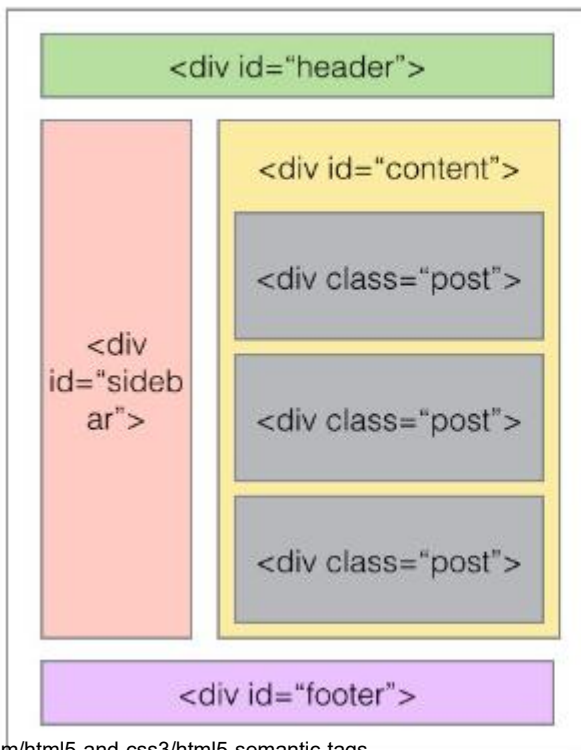 <div id=“header”>
<div
id=“sideb
ar”>
<div id=“content”>
<div class=“post”>
<div class=“post”>
<div class=“post”>
<div id=“footer”>
m/html5-and-css3/html5-semantic-tags